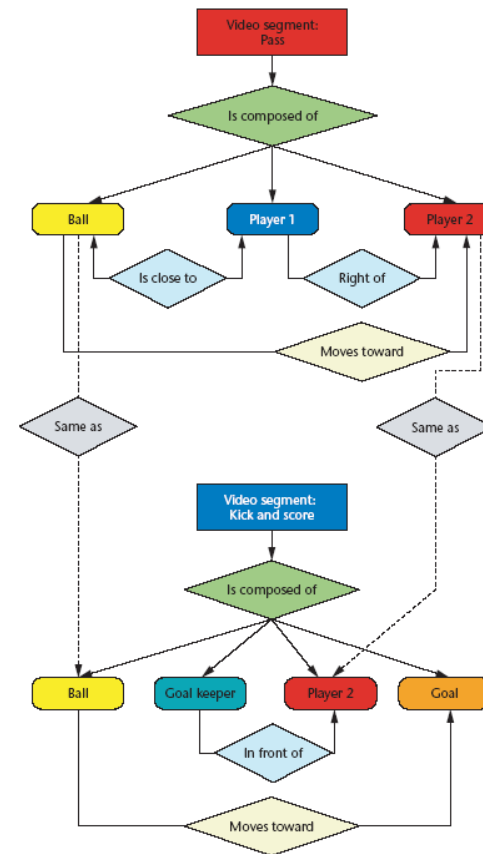 Video segment:
Pass
Is composed of
Ball
Player 1
Player 2
Is close to
Right of
Moves toward
Same as
Same as
Video segment:
Kick and score
Is composed of
Ball
Goal keeper
Player 2
Goal
In front of
Moves toward